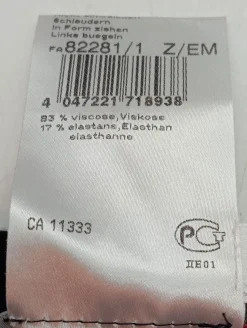 Schleudern
in Form ziehen
Links buegeln
FA 82281/1 Z/EM
4 047221 718938
83 % viscose, Viskose
17 % elastane, Elasthan
elasthanne
CA 11333
РСТ
ПЕ01